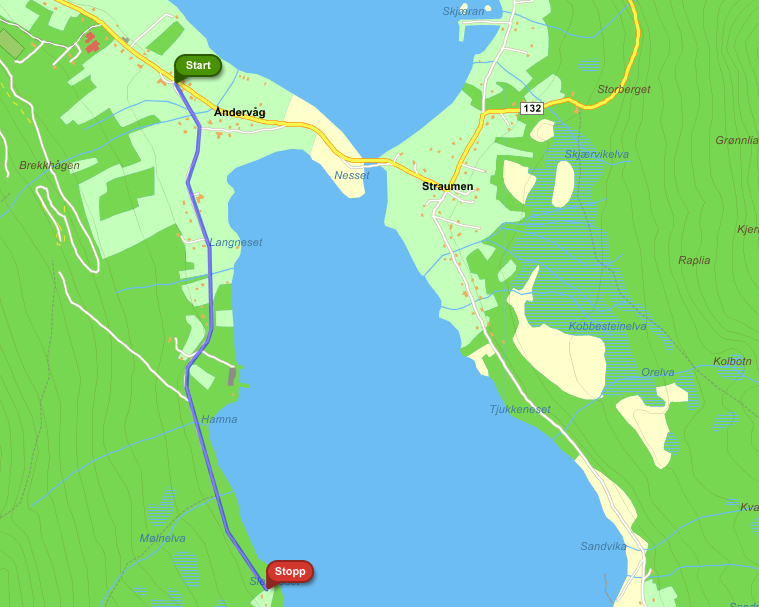 Skjæran
Start
Storberget
132
Åndervåg
Grønnlia
Skjærvikelva
Brekkhågen
Nesset
Straumen
Langneset
Raplia
Kobbesteinelva
Kolbotn
Orelva
Tjukkeneset
Hamna
Mølnelva
Sandvika
Stopp